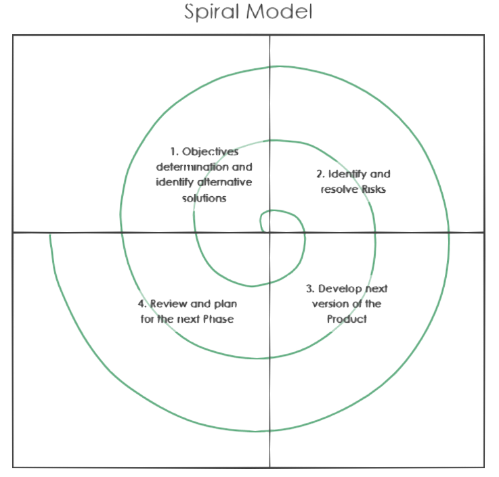 Spiral Model
1. Objectives
determination and
identify alternative
solutions
2. Identify and
resolve Risks
3. Develop next
version of the
Product
4. Review and plan
for the next Phase